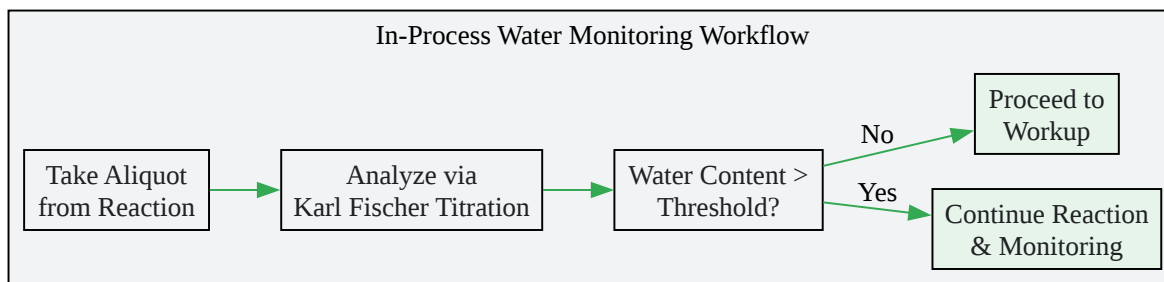 In-Process Water Monitoring Workflow
Take Aliquot
from Reaction
Analyze via
Karl Fischer Titration
Water Content >
Threshold?
No
Proceed to
Workup
Yes
Continue Reaction
& Monitoring